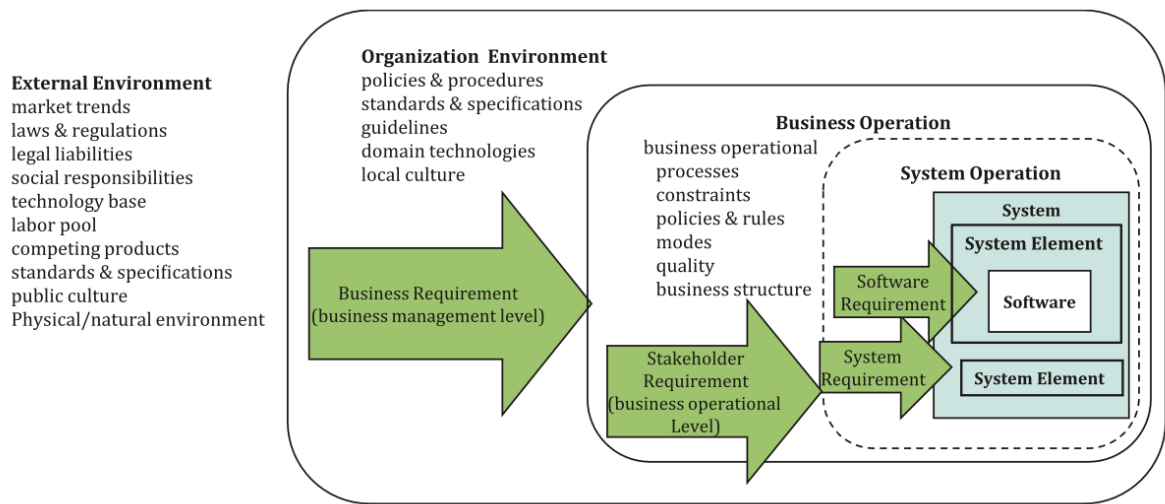 External Environment
market trends
laws & regulations
legal liabilities
social responsibilities
technology base
labor pool
competing products
standards & specifications
public culture
Physical/natural environment
Organization Environment
policies & procedures
standards & specifications
guidelines
domain technologies
local culture
Business Requirement
(business management level)
Business Operation
business operational
processes
constraints
policies & rules
modes
quality
business structure
Stakeholder
Requirement
(business operational
Level)
System Operation
System
System Element
Software
Software
Requirement
System
Requirement
System Element